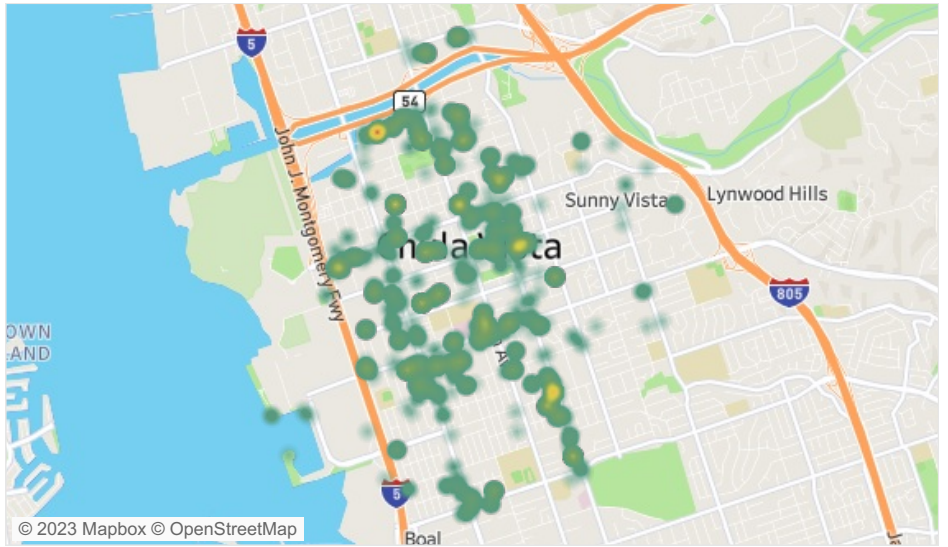 5
54
John J. Montgomery Fwy
Sunny Vista
Lynwood Hills
805
OWN
LAND
5
© 2023 Mapbox © OpenStreetMap
Boal